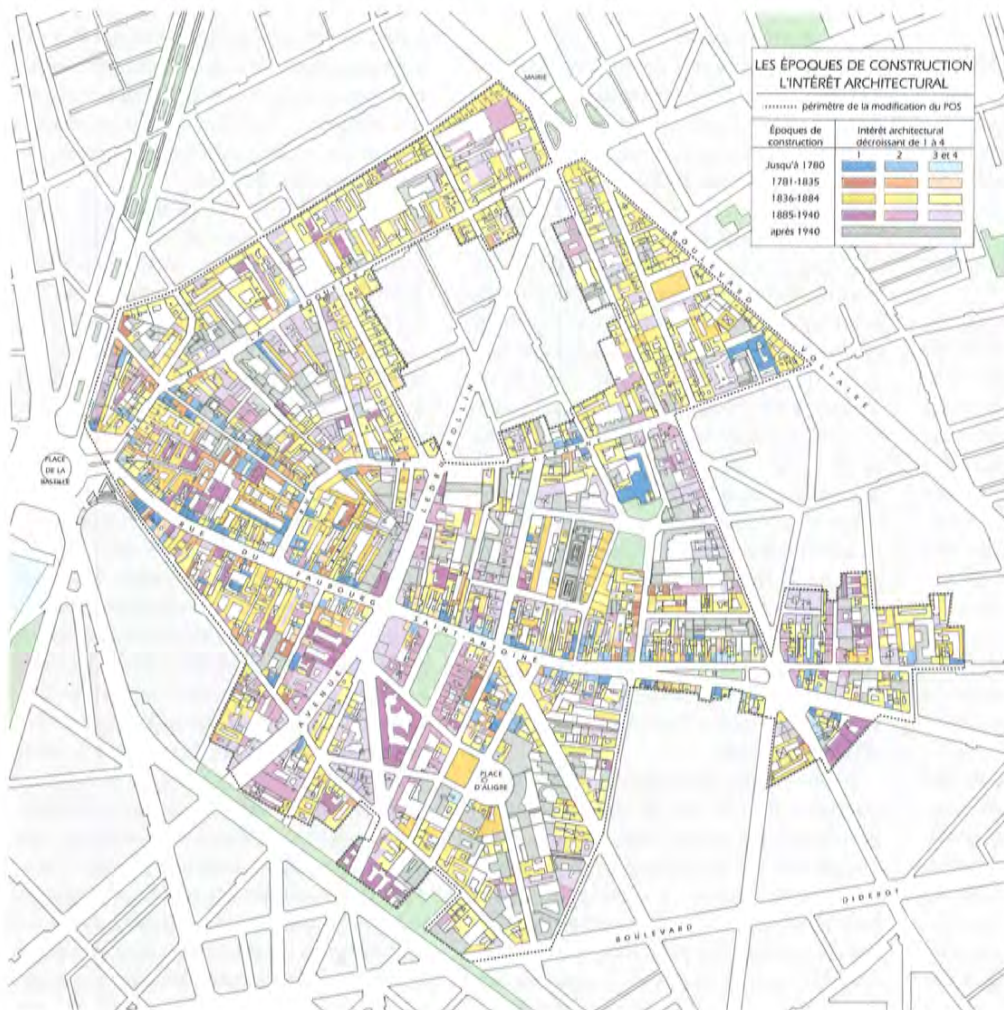 LES ÉPOQUES DE CONSTRUCTION
L'INTÉRÊT ARCHITECTURAL
périmètre de la modification du POS
Époques de construction
Intérêt architectural décroissant de 1 à 4
1 2 3 et 4
Jusqu'à 1780
1781-1835
1836-1884
1885-1940
après 1940
MAIRIE
BOULEVARD VOLTAIRE
ROQUETTE
LEDRU ROLLIN
PLACE
DE LA
BASTILLE
RUE DU FAUBOURG SAINT-ANTOINE
AVENUE
PLACE
D'ALIGRE
BOULEVARD DIDEROT